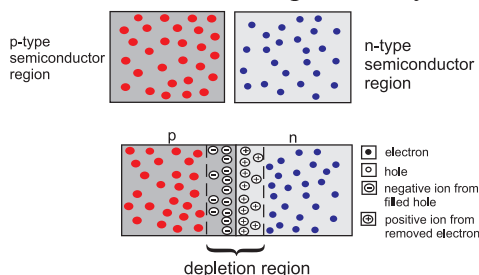 p-type
semiconductor
region
n-type
semiconductor
region
p
n
electron
hole
negative ion from
filled hole
positive ion from
removed electron
depletion region